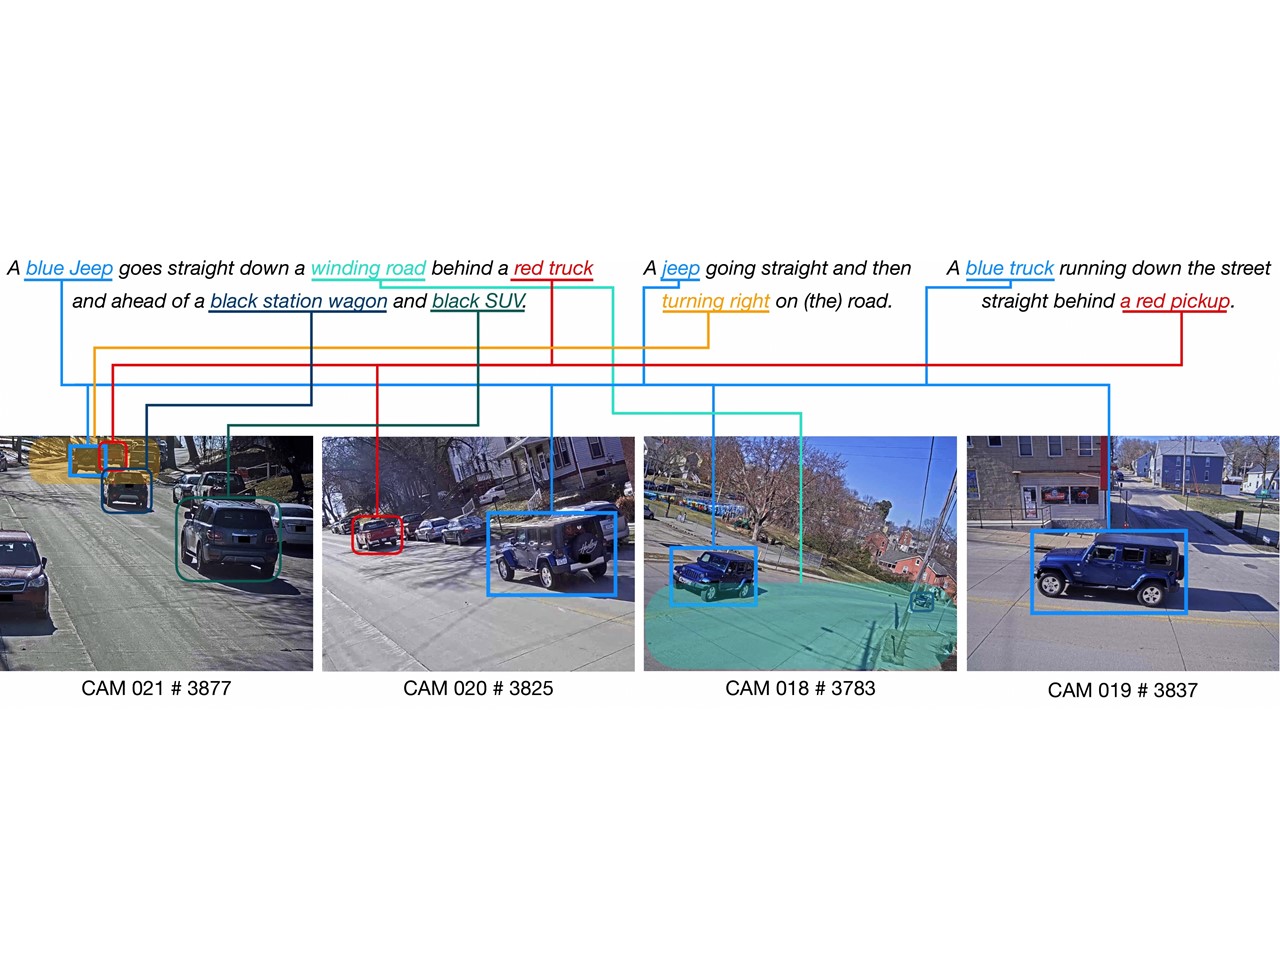 A blue Jeep goes straight down a winding road behind a red truck
and ahead of a black station wagon and black SUV.
A jeep going straight and then
turning right on (the) road.
A blue truck running down the street
straight behind a red pickup.
CAM 021 # 3877
CAM 020 # 3825
CAM 018 # 3783
CAM 019 # 3837